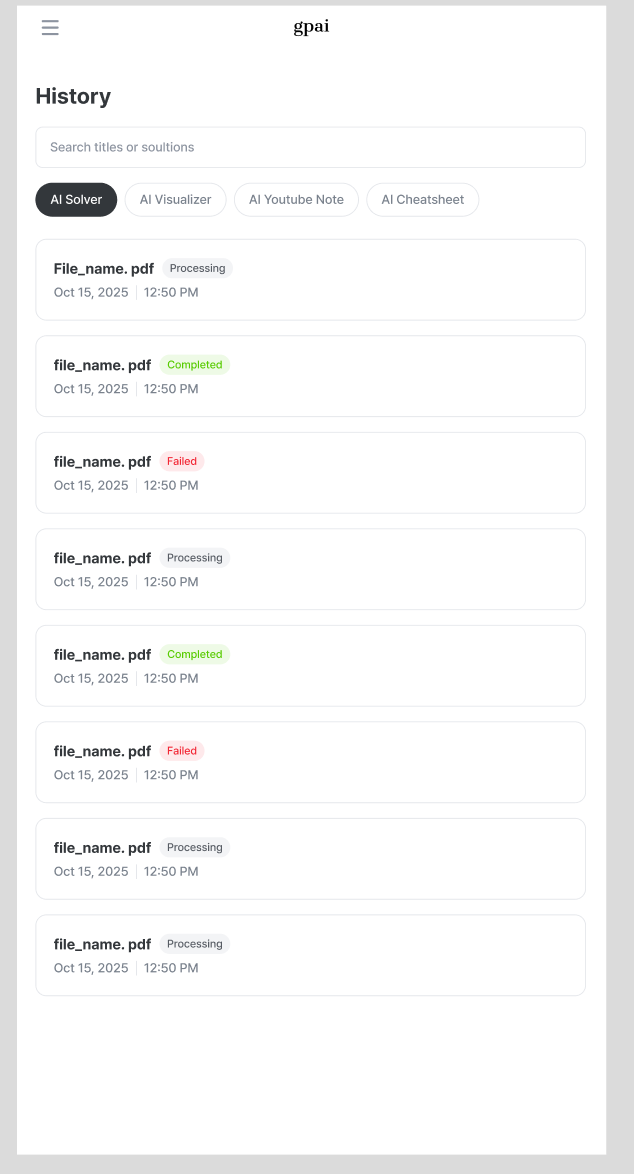 gpai
History
Search titles or soultions
AI Solver AI Visualizer AI Youtube Note AI Cheatsheet
File_name. pdf Processing
Oct 15, 2025 12:50 PM
file_name. pdf Completed
Oct 15, 2025 12:50 PM
file_name. pdf Failed
Oct 15, 2025 12:50 PM
file_name. pdf Processing
Oct 15, 2025 12:50 PM
file_name. pdf Completed
Oct 15, 2025 12:50 PM
file_name. pdf Failed
Oct 15, 2025 12:50 PM
file_name. pdf Processing
Oct 15, 2025 12:50 PM
file_name. pdf Processing
Oct 15, 2025 12:50 PM